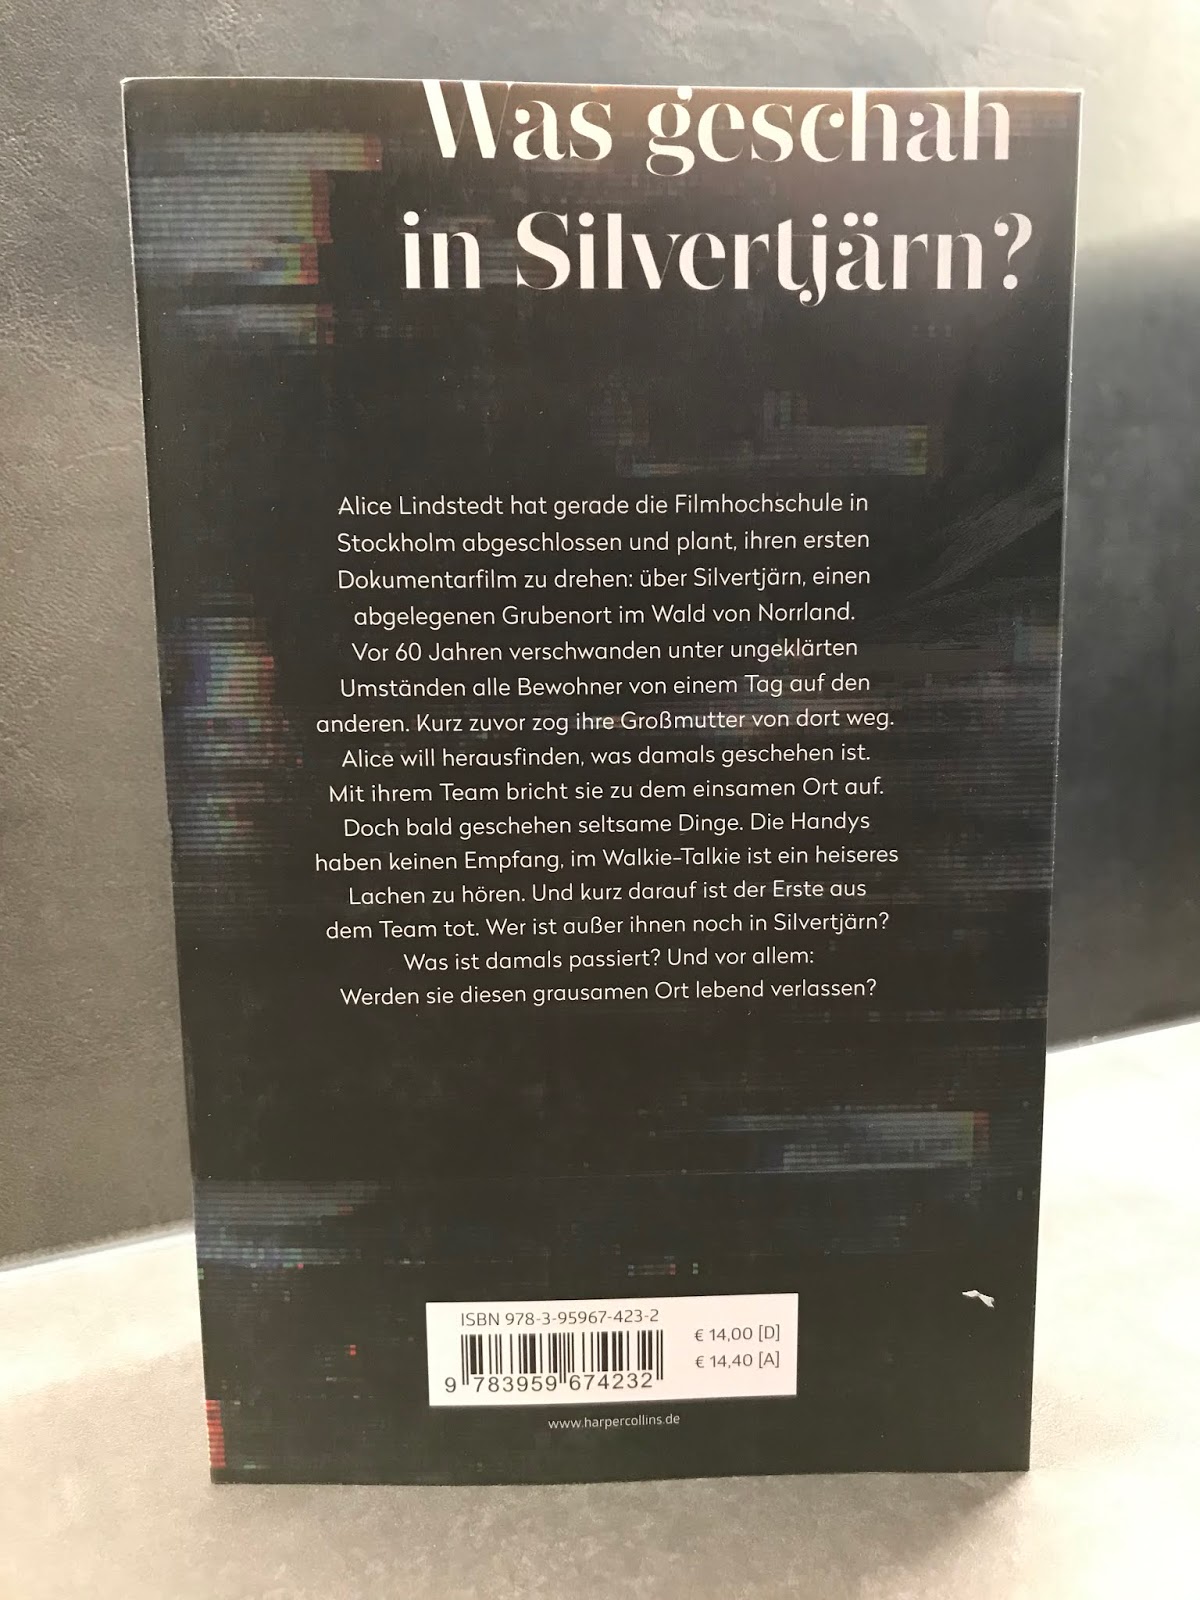 Was geschah
in Silvertjärn?
Alice Lindstedt hat gerade die Filmhochschule in
Stockholm abgeschlossen und plant, ihren ersten
Dokumentarfilm zu drehen: über Silvertjärn, einen
abgelegenen Grubenort im Wald von Norrland.
Vor 60 Jahren verschwanden unter ungeklärten
Umständen alle Bewohner von einem Tag auf den
anderen. Kurz zuvor zog ihre Großmutter von dort weg.
Alice will herausfinden, was damals geschehen ist.
Mit ihrem Team bricht sie zu dem einsamen Ort auf.
Doch bald geschehen seltsame Dinge. Die Handys
haben keinen Empfang, im Walkie-Talkie ist ein heiseres
Lachen zu hören. Und kurz darauf ist der Erste aus
dem Team tot. Wer ist außer ihnen noch in Silvertjärn?
Was ist damals passiert? Und vor allem:
Werden sie diesen grausamen Ort lebend verlassen?
ISBN 978-3-95967-423-2
9 783959 674232
€ 14,00 [D]
€ 14,40 [A]
www.harpercollins.de